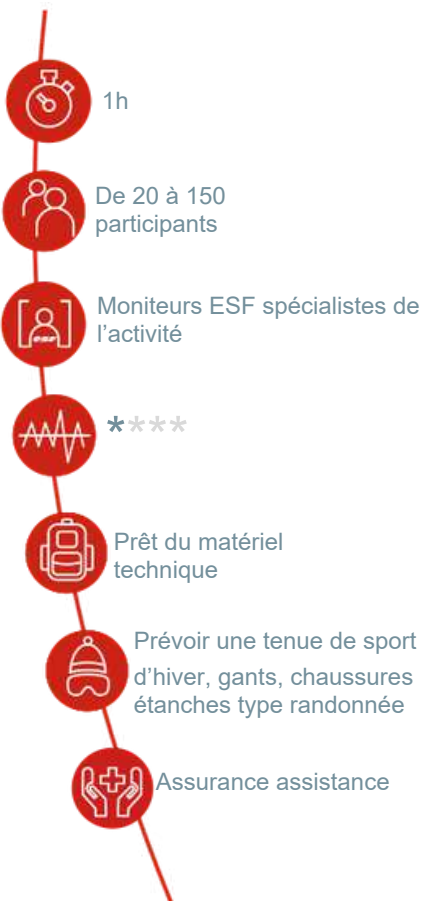 1h
De 20 à 150
participants
Moniteurs ESF spécialistes de
l'activité
esf
****
Prêt du matériel
technique
Prévoir une tenue de sport
d'hiver, gants, chaussures
étanches type randonnée
Assurance assistance